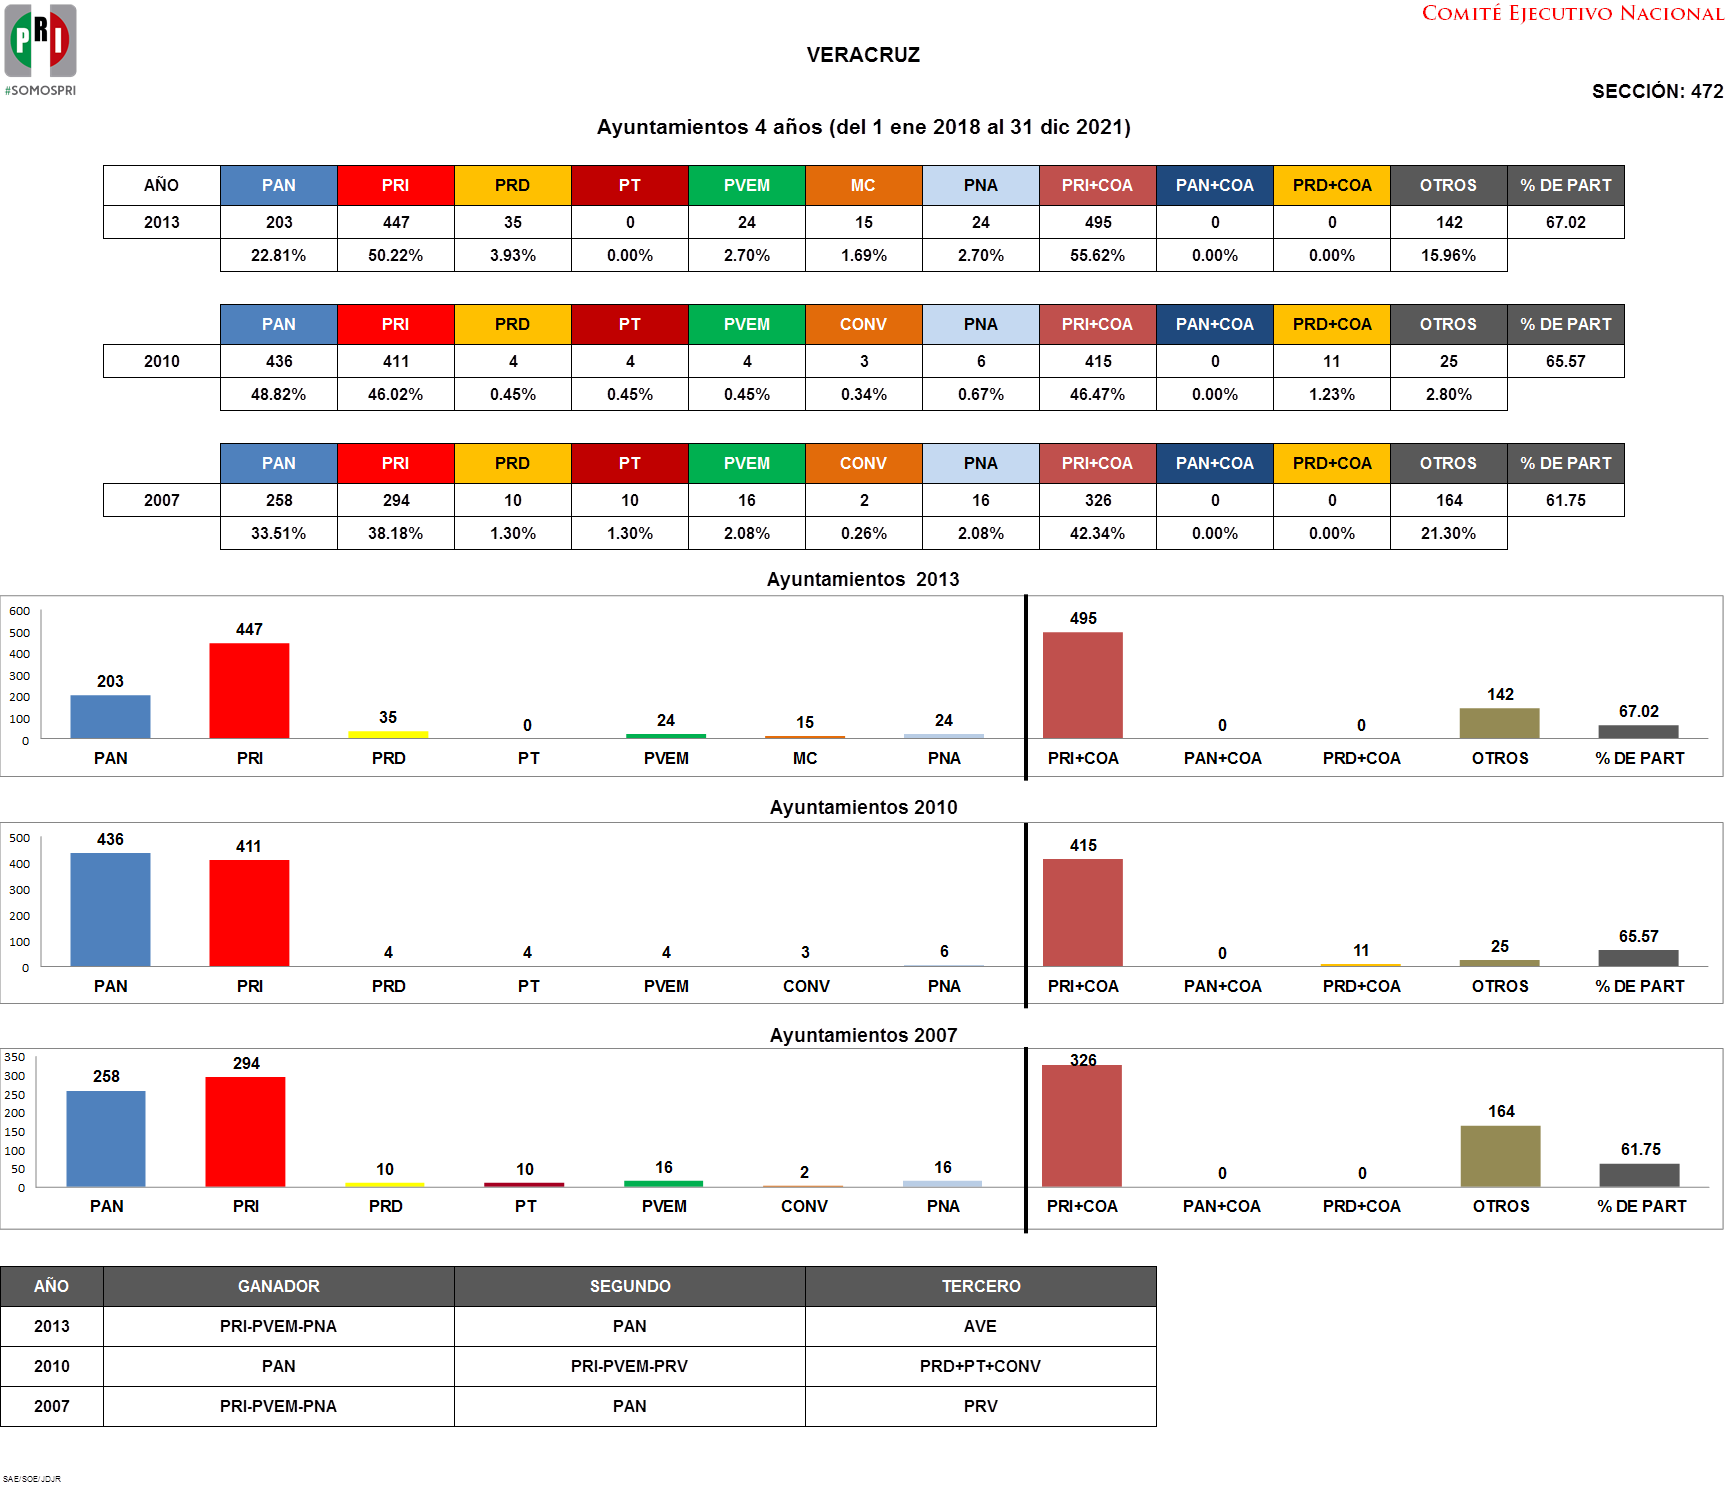 PRI
#SOMOSPRI
COMITÉ EJECUTIVO NACIONAL
VERACRUZ
SECCIÓN: 472
Ayuntamientos 4 años (del 1 ene 2018 al 31 dic 2021)
AÑO PAN PRI PRD PT PVEM MC PNA PRI+COA PAN+COA PRD+COA OTROS % DE PART
2013 203 447 35 0 24 15 24 495 0 0 142 67.02
22.81% 50.22% 3.93% 0.00% 2.70% 1.69% 2.70% 55.62% 0.00% 0.00% 15.96%
PAN PRI PRD PT PVEM CONV PNA PRI+COA PAN+COA PRD+COA OTROS % DE PART
2010 436 411 4 4 4 3 6 415 0 11 25 65.57
48.82% 46.02% 0.45% 0.45% 0.45% 0.34% 0.67% 46.47% 0.00% 1.23% 2.80%
PAN PRI PRD PT PVEM CONV PNA PRI+COA PAN+COA PRD+COA OTROS % DE PART
2007 258 294 10 10 16 2 16 326 0 0 164 61.75
33.51% 38.18% 1.30% 1.30% 2.08% 0.26% 2.08% 42.34% 0.00% 0.00% 21.30%
Ayuntamientos 2013
600
500
400
300
200
100
0
203 447 35 0 24 15 24 495 0 0 142 67.02
PAN PRI PRD PT PVEM MC PNA PRI+COA PAN+COA PRD+COA OTROS % DE PART
Ayuntamientos 2010
500
400
300
200
100
0
436 411 4 4 4 3 6 415 0 11 25 65.57
PAN PRI PRD PT PVEM CONV PNA PRI+COA PAN+COA PRD+COA OTROS % DE PART
Ayuntamientos 2007
350
300
250
200
150
100
50
0
258 294 10 10 16 2 16 326 0 0 164 61.75
PAN PRI PRD PT PVEM CONV PNA PRI+COA PAN+COA PRD+COA OTROS % DE PART
AÑO GANADOR SEGUNDO TERCERO
2013 PRI-PVEM-PNA PAN AVE
2010 PAN PRI-PVEM-PRV PRD+PT+CONV
2007 PRI-PVEM-PNA PAN PRV
SAE/SOE/JDJR